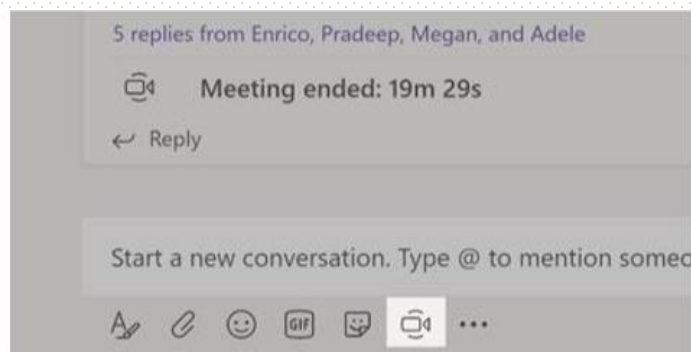 5 replies from Enrico, Pradeep, Megan, and Adele
Meeting ended: 19m 29s
Reply
Start a new conversation. Type @ to mention someo
GIF